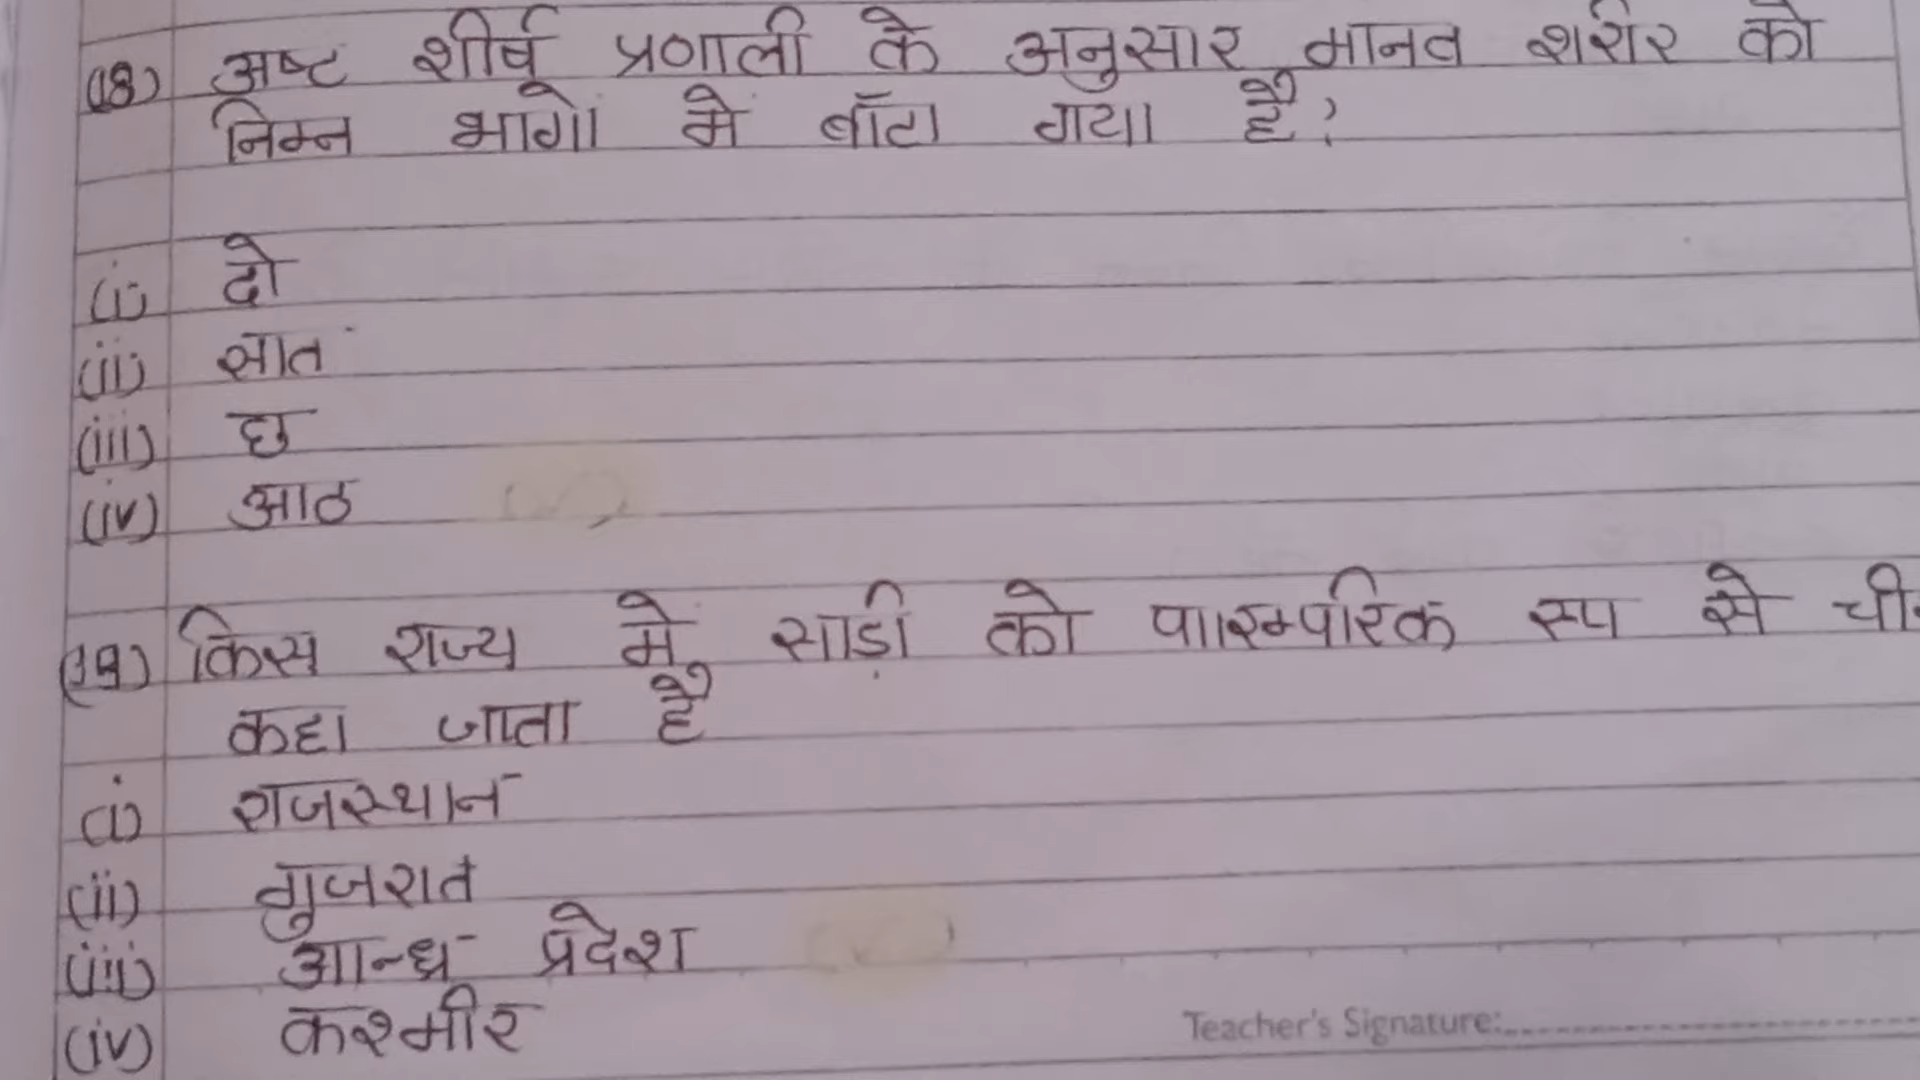 (18) अष्ट शीर्ष प्रणाली के अनुसार मानव शरीर को
निम्न भागो मे बाँटा गया है?
(i) दो
(ii) सात
(iii) छ
(iv) आठ
(19) किस राज्य मे साड़ी को पारम्परिक रूप से
कहा जाता है
(i) राजस्थान
(ii) गुजरात
(iii) आन्ध्र प्रदेश
(iv) कश्मीर
Teacher's Signature: